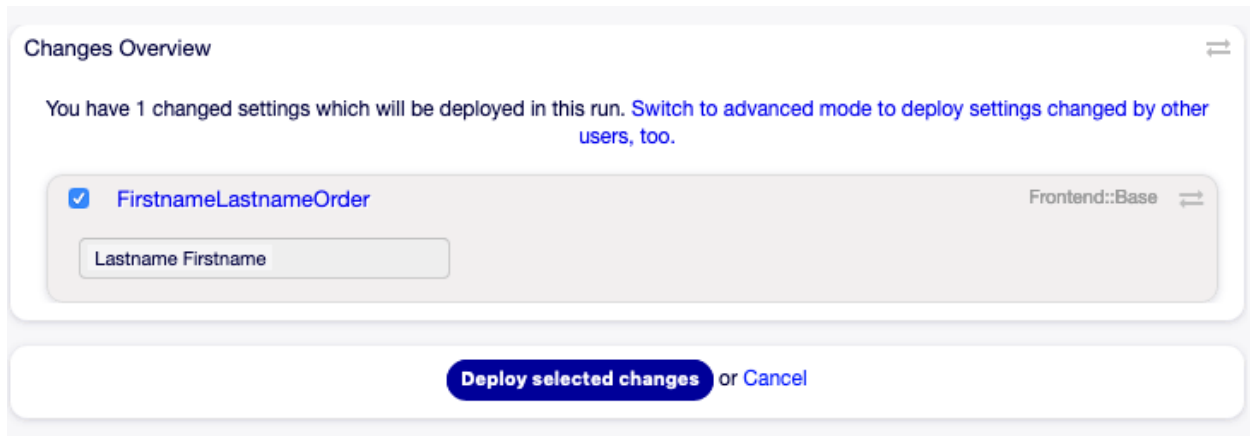 Changes Overview
You have 1 changed settings which will be deployed in this run. Switch to advanced mode to deploy settings changed by other
users, too.
FirstnameLastnameOrder
Frontend::Base
Lastname Firstname
Deploy selected changes or Cancel